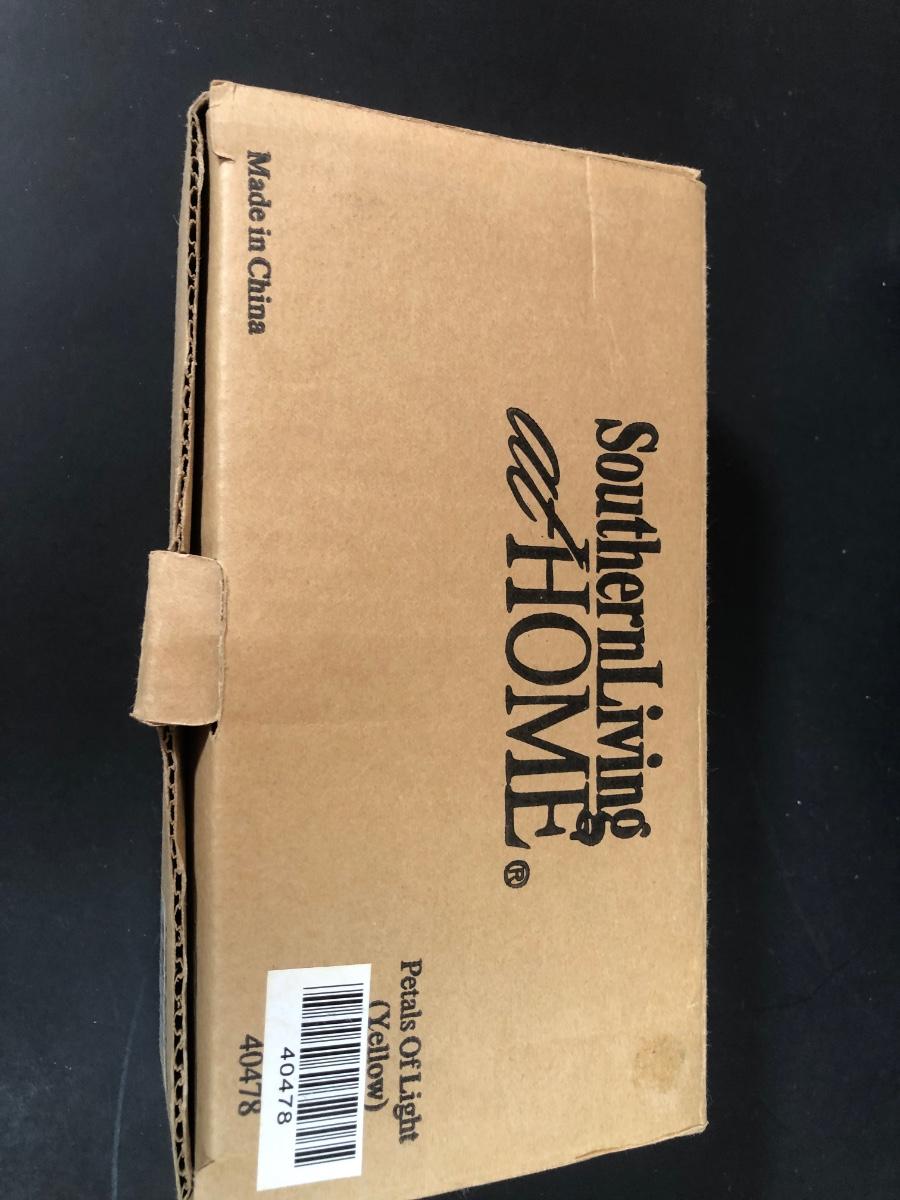 SouthernLiving
at HOME®
Petals Of Light
(Yellow)
40478
40478
Made in China